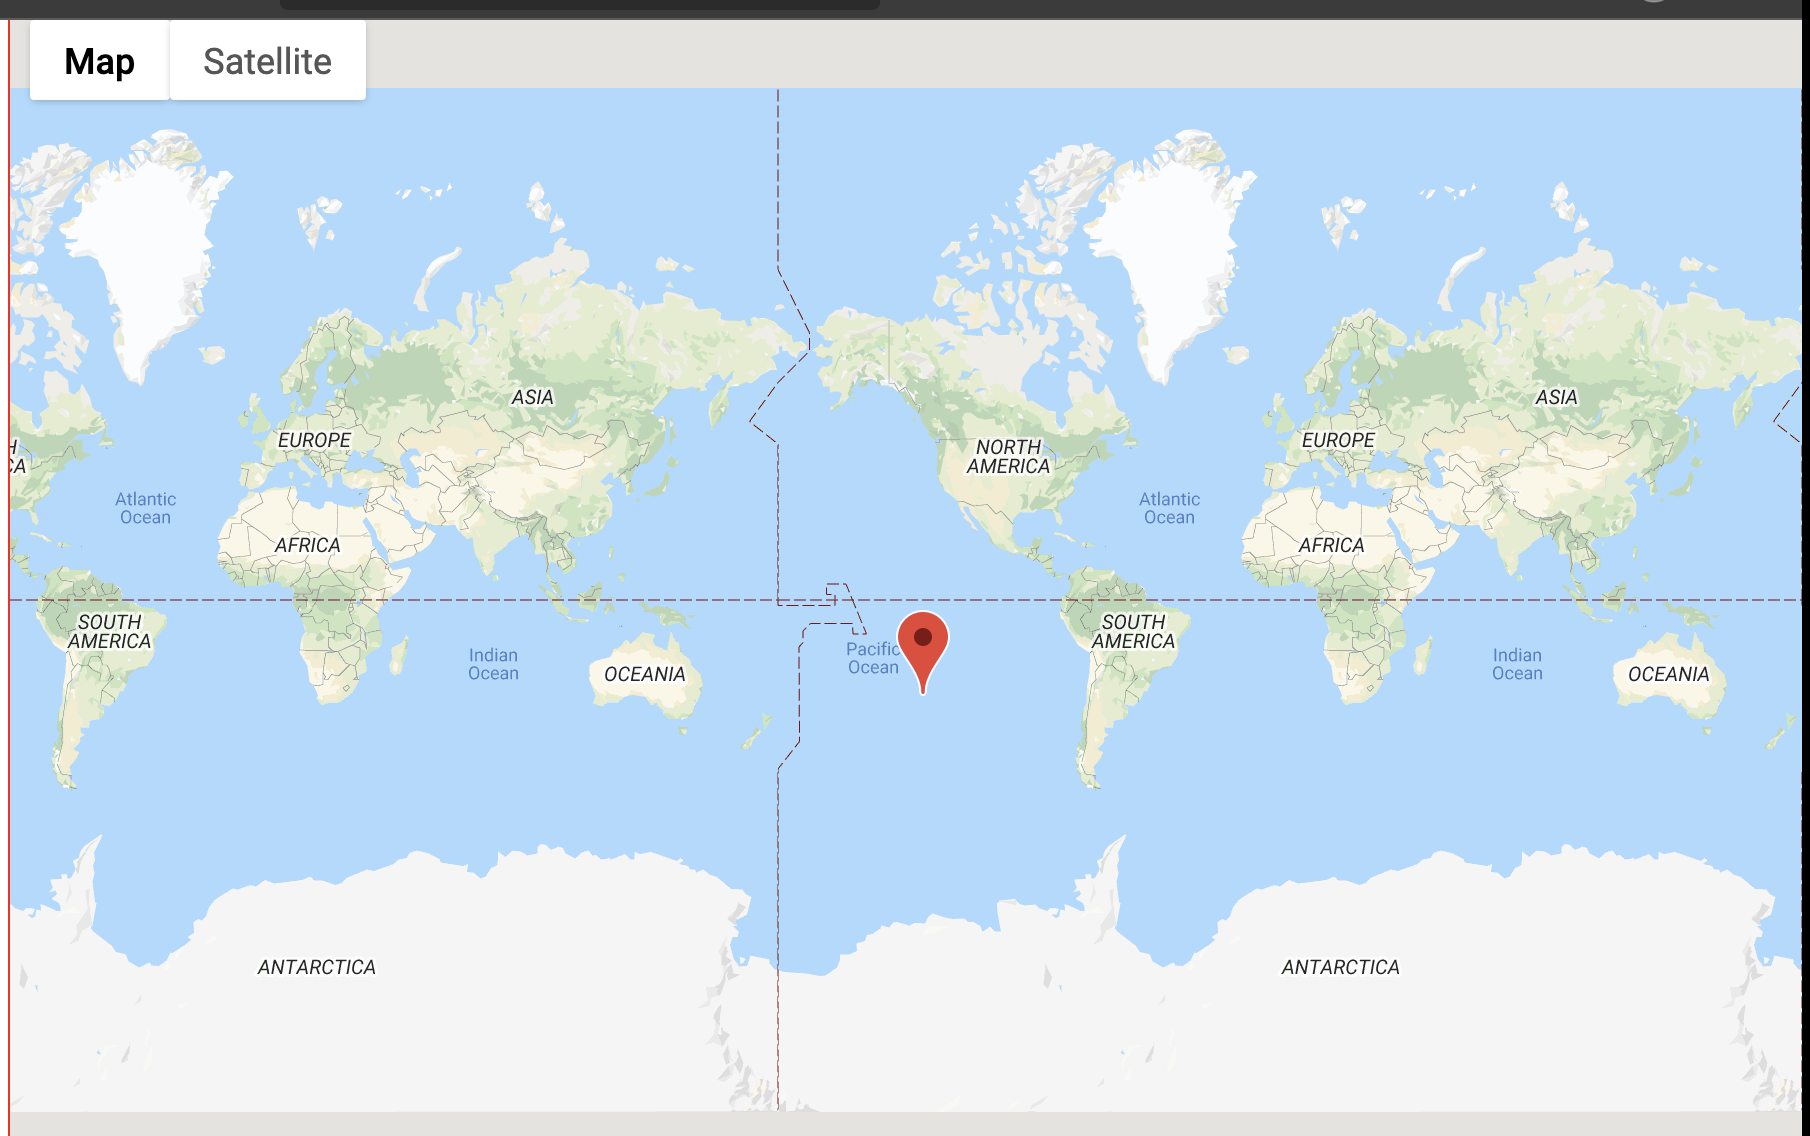 Map
Satellite
ASIA
ASIA
EUROPE
NORTH
AMERICA
EUROPE
H
CA
Atlantic
Ocean
Atlantic
Ocean
AFRICA
AFRICA
SOUTH
AMERICA
SOUTH
AMERICA
Indian
Ocean
Pacific
Ocean
Indian
Ocean
OCEANIA
OCEANIA
ANTARCTICA
ANTARCTICA